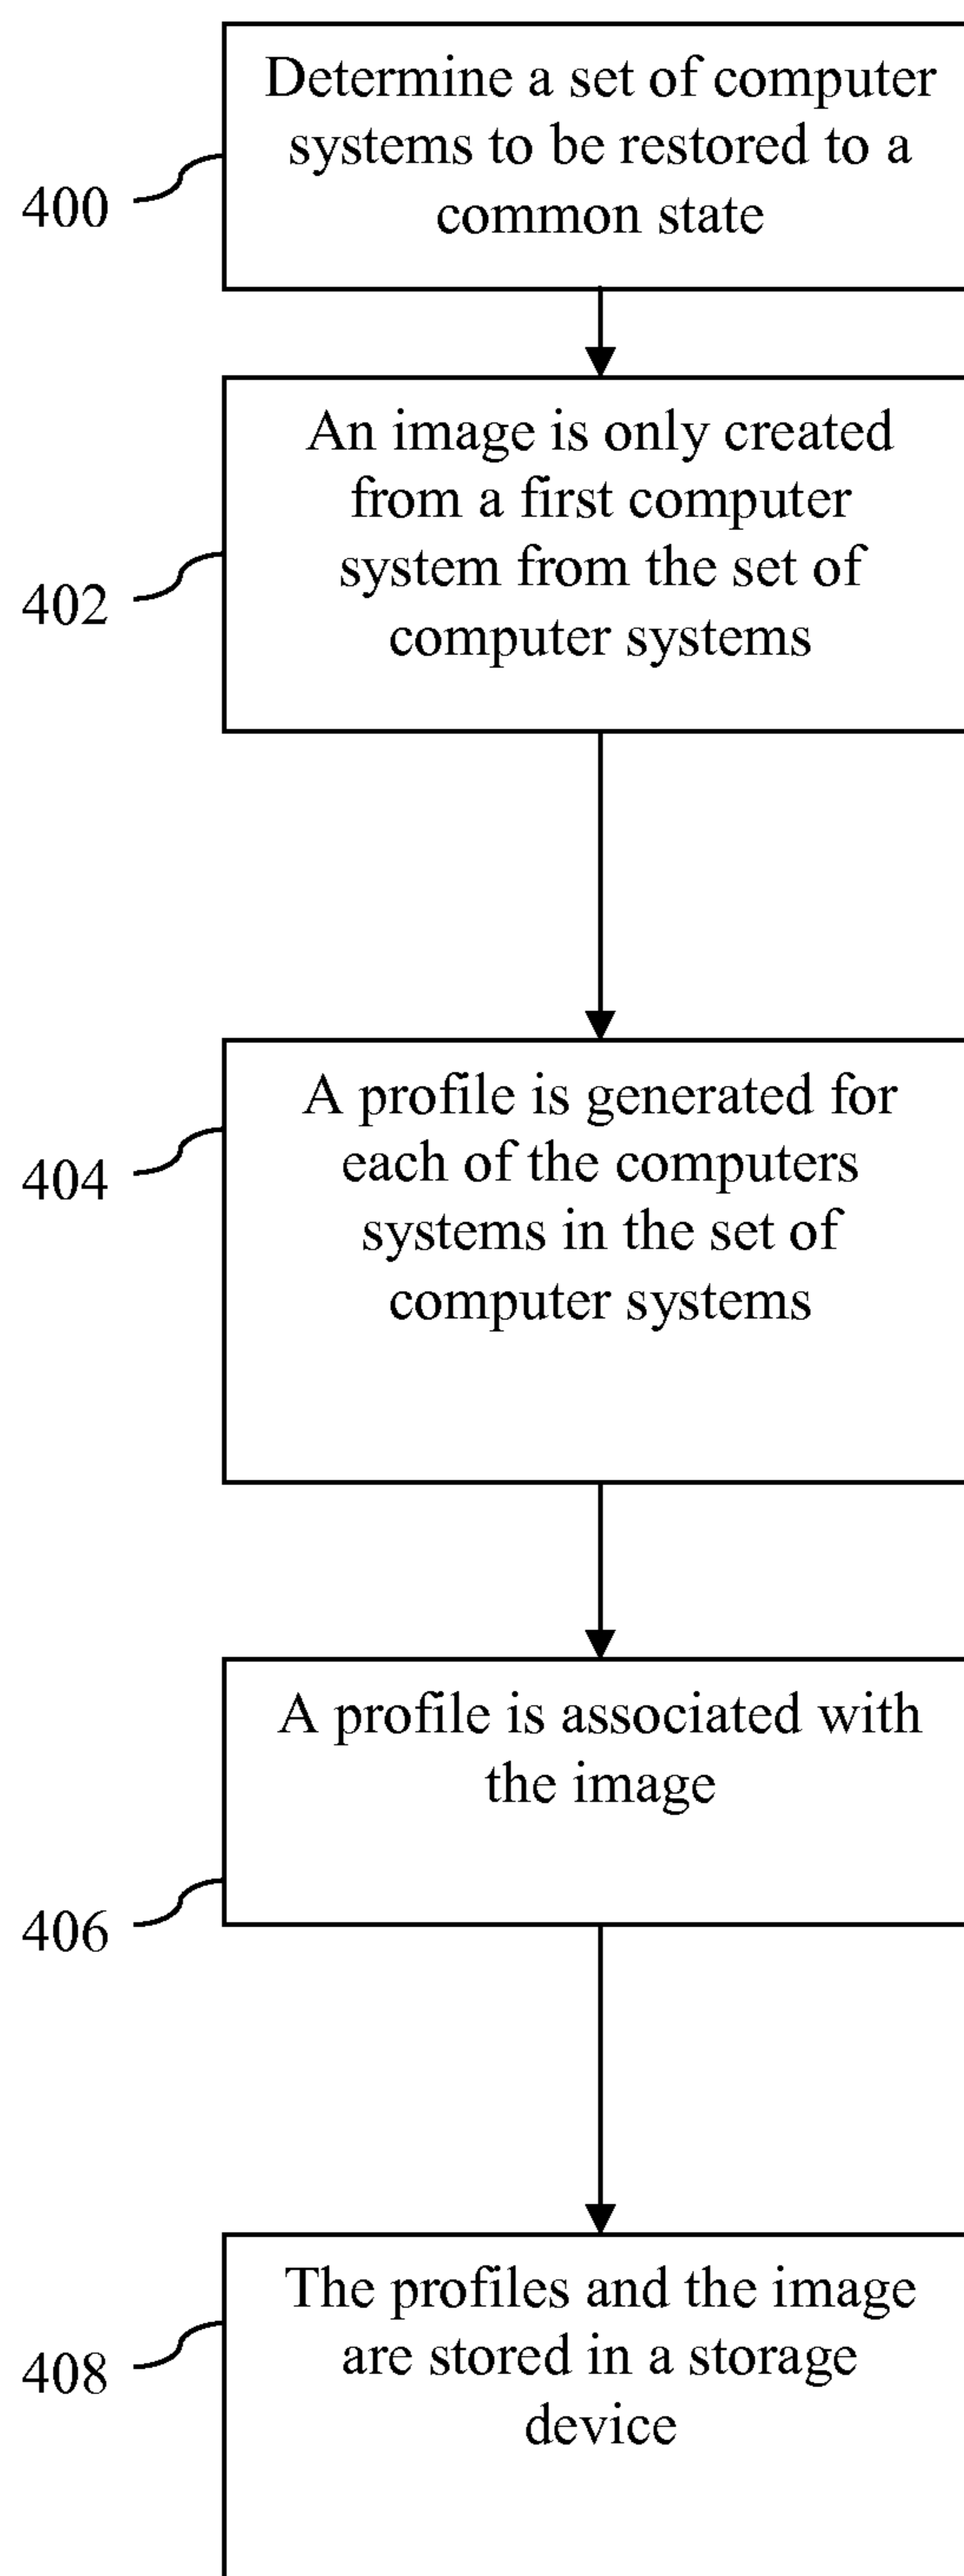 Determine a set of computer
systems to be restored to a
common state
400
An image is only created
from a first computer
system from the set of
computer systems
402
A profile is generated for
each of the computers
systems in the set of
computer systems
404
A profile is associated with
the image
406
The profiles and the image
are stored in a storage
device
408